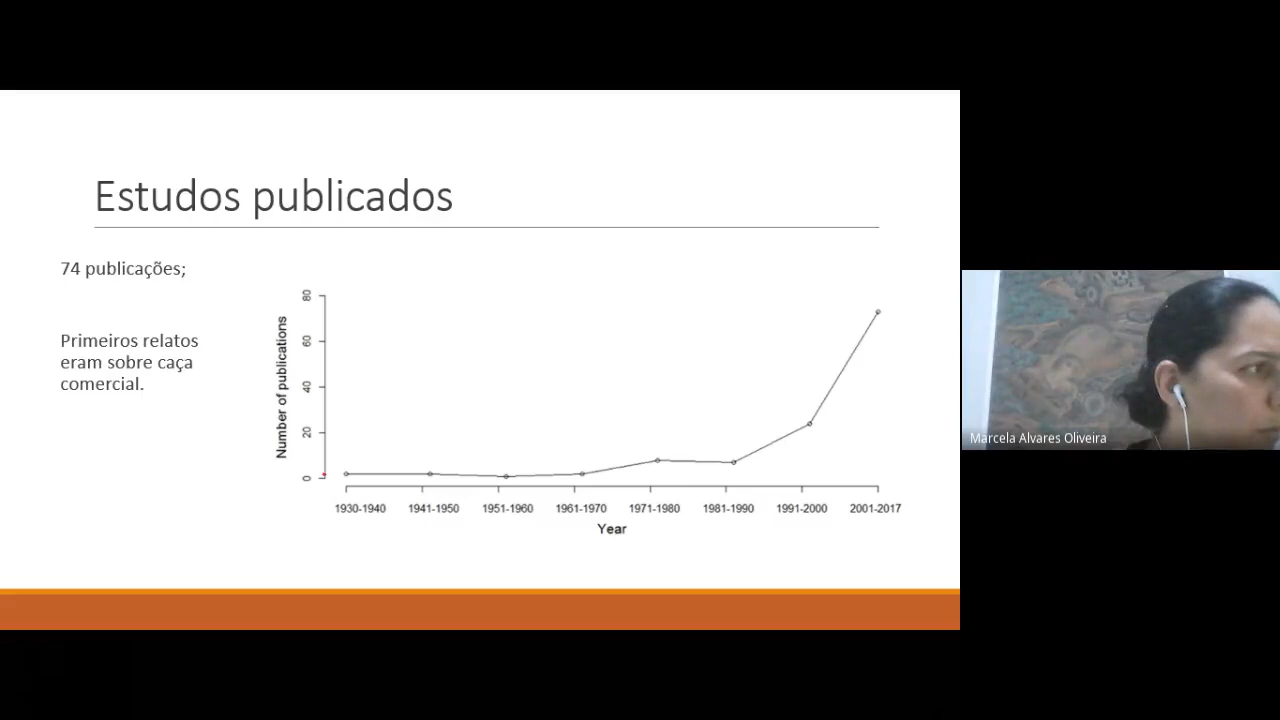 Estudos publicados
74 publicações;
Primeiros relatos
eram sobre caça
comercial.
Number of publications
80
60
40
20
0
1930-1940 1941-1950 1951-1960 1961-1970 1971-1980 1981-1990 1991-2000 2001-2017
Year
Marcela Alvares Oliveira